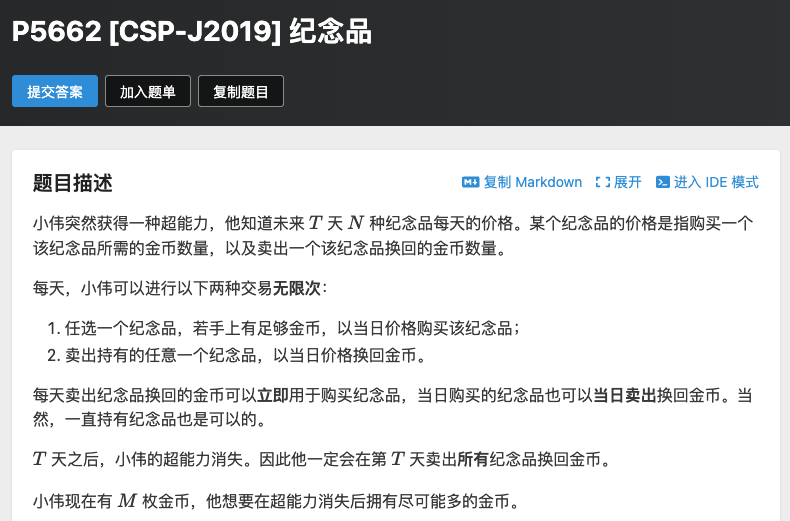 P5662 [CSP-J2019] 纪念品
提交答案 加入题单 复制题目
题目描述 复制 Markdown 展开 进入 IDE 模式
小伟突然获得一种超能力，他知道未来 T 天 N 种纪念品每天的价格。某个纪念品的价格是指购买一个
该纪念品所需的金币数量，以及卖出一个该纪念品换回的金币数量。
每天，小伟可以进行以下两种交易无限次：
1. 任选一个纪念品，若手上有足够金币，以当日价格购买该纪念品；
2. 卖出持有的任意一个纪念品，以当日价格换回金币。
每天卖出纪念品换回的金币可以立即用于购买纪念品，当日购买的纪念品也可以当日卖出换回金币。当
然，一直持有纪念品也是可以的。
T 天之后，小伟的超能力消失。因此他一定会在第 T 天卖出所有纪念品换回金币。
小伟现在有 M 枚金币，他想要在超能力消失后拥有尽可能多的金币。